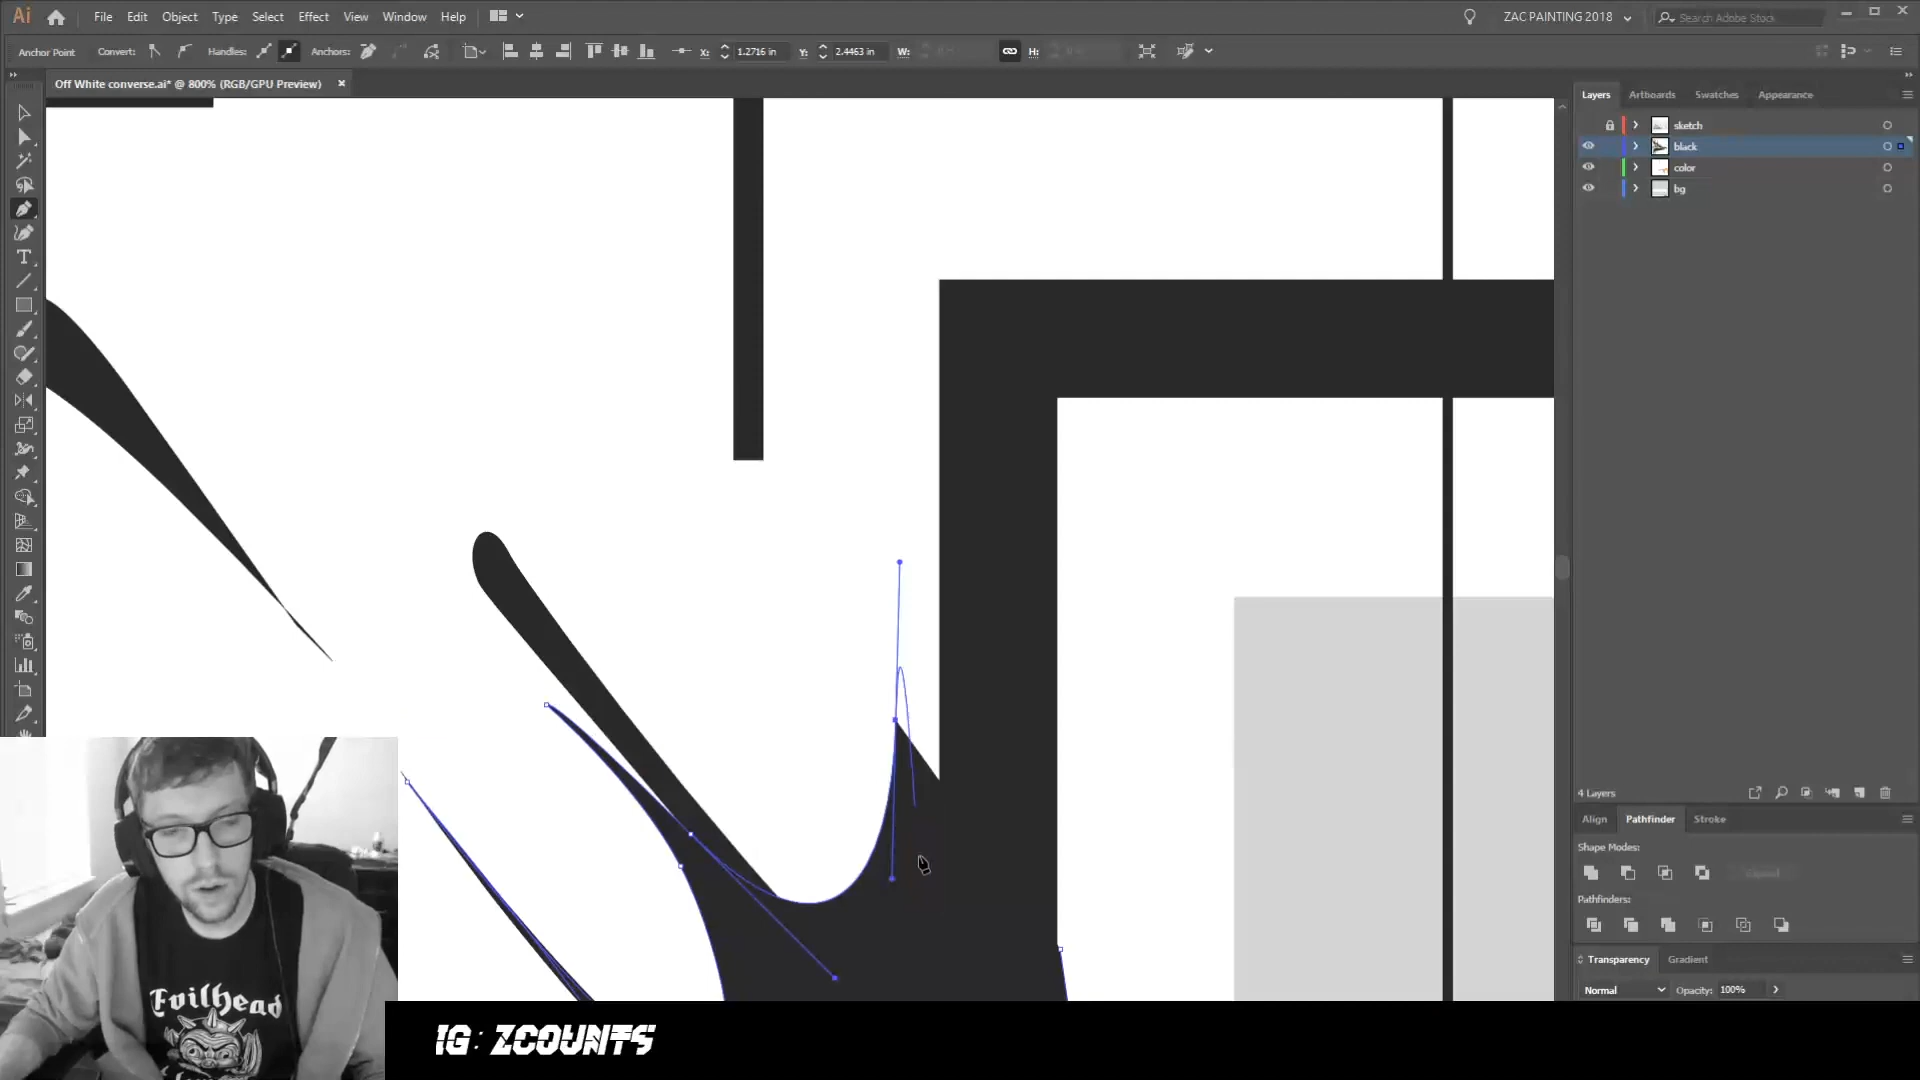 Ai File Edit Object Type Select Effect View Window Help ZAC PAINTING 2018 Search Adobe Stock
Anchor Point Convert: Handles: Anchors: X: 1.2716 in Y: 2.4463 in W: H:
Off White converse.ai* @ 800% (RGB/GPU Preview) ×
Layers Artboards Swatches Appearance
sketch
black
color
bg
4 Layers
Align Pathfinder Stroke
Shape Modes:
Expand
Pathfinders:
Transparency Gradient
Normal Opacity: 100%
Evilhead
IG: ZCOUNTS